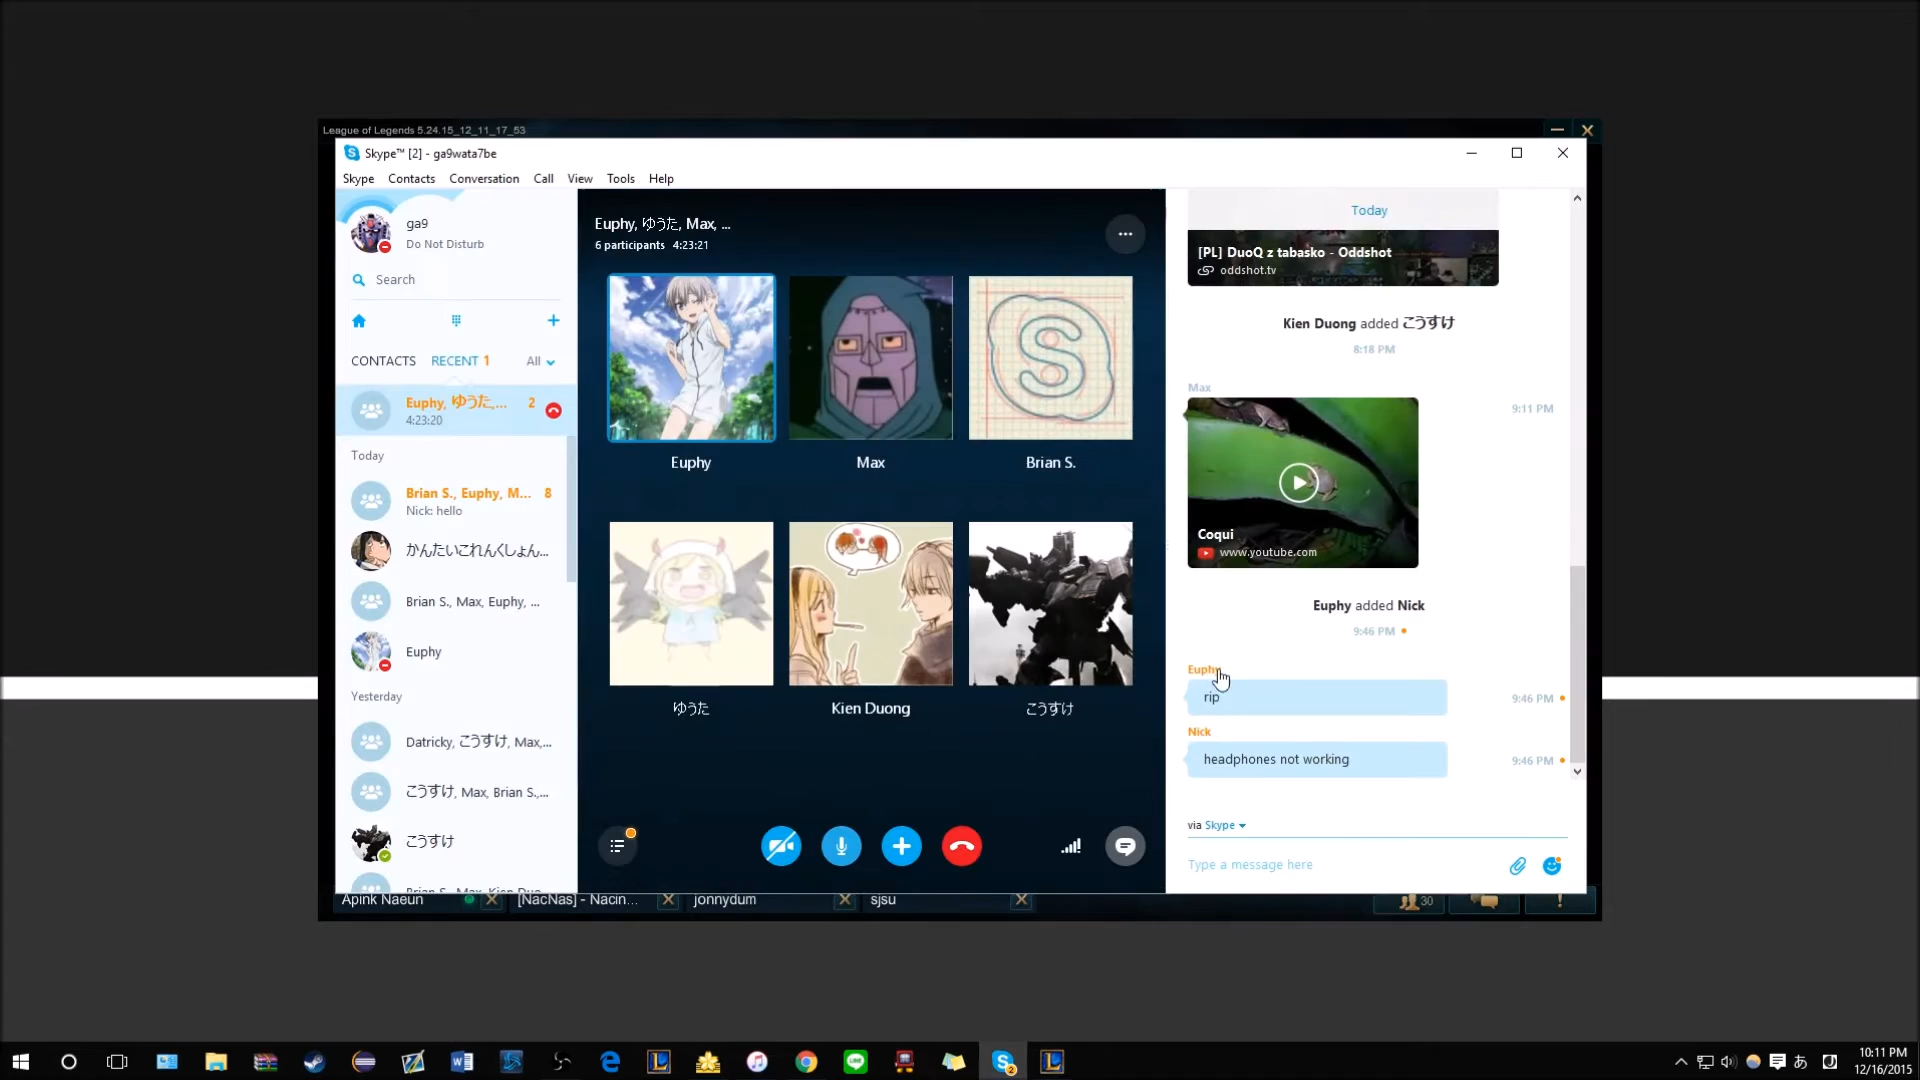 League of Legends 5.24.15_12_11_17_53
Skype™ [2] - ga9wata7be
Skype Contacts Conversation Call View Tools Help
ga9
Do Not Disturb
Search
CONTACTS RECENT 1 All
Euphy, ゆうた,... 2
4:23:20
Today
Brian S., Euphy, M... 8
Nick: hello
かんたいこれんくしょん...
Brian S., Max, Euphy, ...
Euphy
Yesterday
Datricky, こうすけ, Max,...
こうすけ, Max, Brian S.,...
こうすけ
Brian S., Max, Kien Duo...
Euphy, ゆうた, Max, ...
6 participants 4:23:21
Euphy
Max
Brian S.
ゆうた
Kien Duong
こうすけ
Today
[PL] DuoQ z tabasko - Oddshot
oddshot.tv
Kien Duong added こうすけ
8:18 PM
Max
9:11 PM
Coqui
www.youtube.com
Euphy added Nick
9:46 PM
Euphy
rip
9:46 PM
Nick
headphones not working
9:46 PM
via Skype
Type a message here
Apink Naeun
[NacNas] - Nacin...
jonnydum
sjsu
30
あ
10:11 PM
12/16/2015